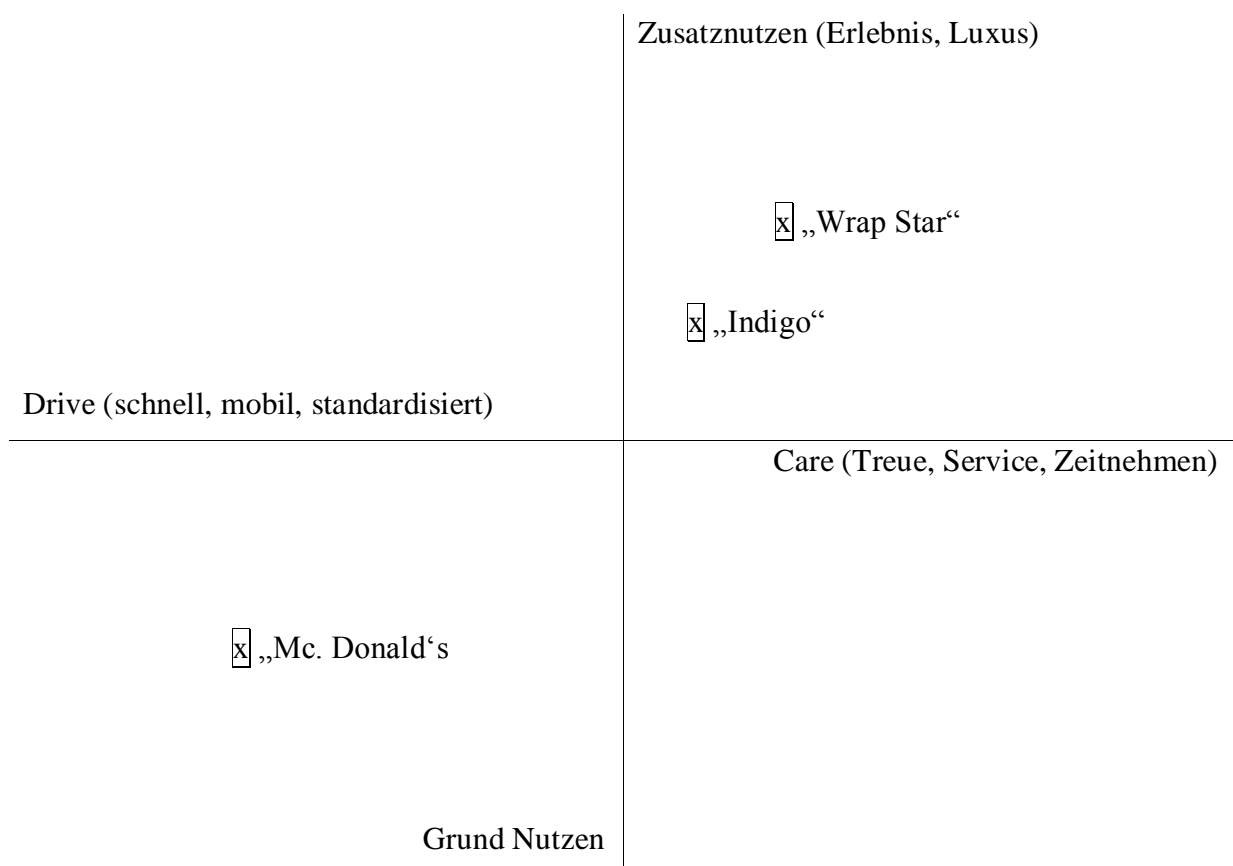 Zusatznutzen (Erlebnis, Luxus)
x „Wrap Star“
x „Indigo“
Drive (schnell, mobil, standardisiert)
Care (Treue, Service, Zeitnehmen)
x „Mc. Donald‘s
Grund Nutzen